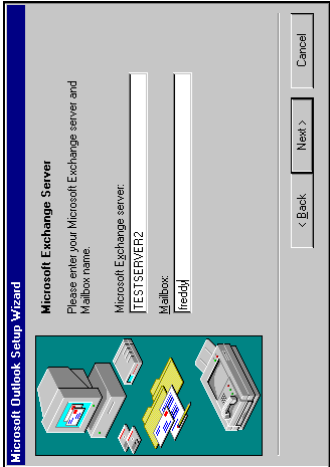 Microsoft Outlook Setup Wizard
Microsoft Exchange Server
Please enter your Microsoft Exchange server and
Mailbox name.
Microsoft Exchange server:
TESTSERVER2
Mailbox:
freddy
< Back
Next >
Cancel